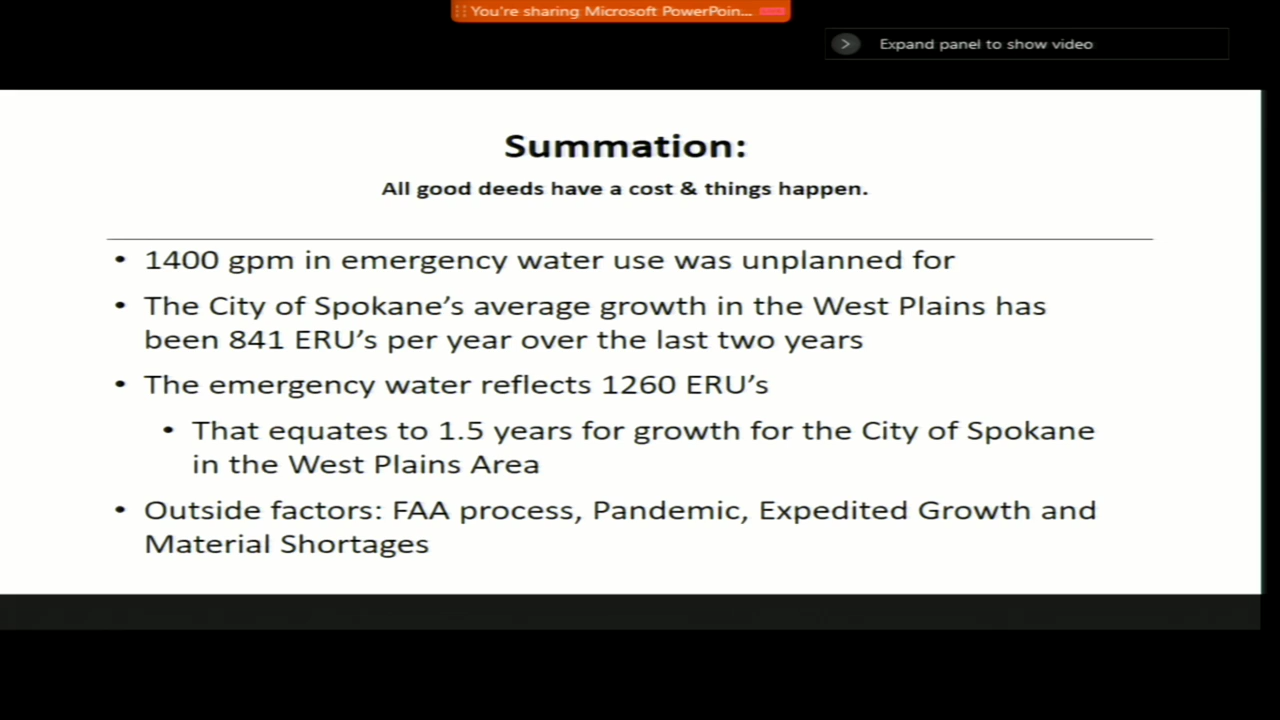 You're sharing Microsoft PowerPoin...
Expand panel to show video
Summation:
All good deeds have a cost & things happen.
• 1400 gpm in emergency water use was unplanned for
• The City of Spokane's average growth in the West Plains has
been 841 ERU's per year over the last two years
• The emergency water reflects 1260 ERU's
• That equates to 1.5 years for growth for the City of Spokane
in the West Plains Area
• Outside factors: FAA process, Pandemic, Expedited Growth and
Material Shortages